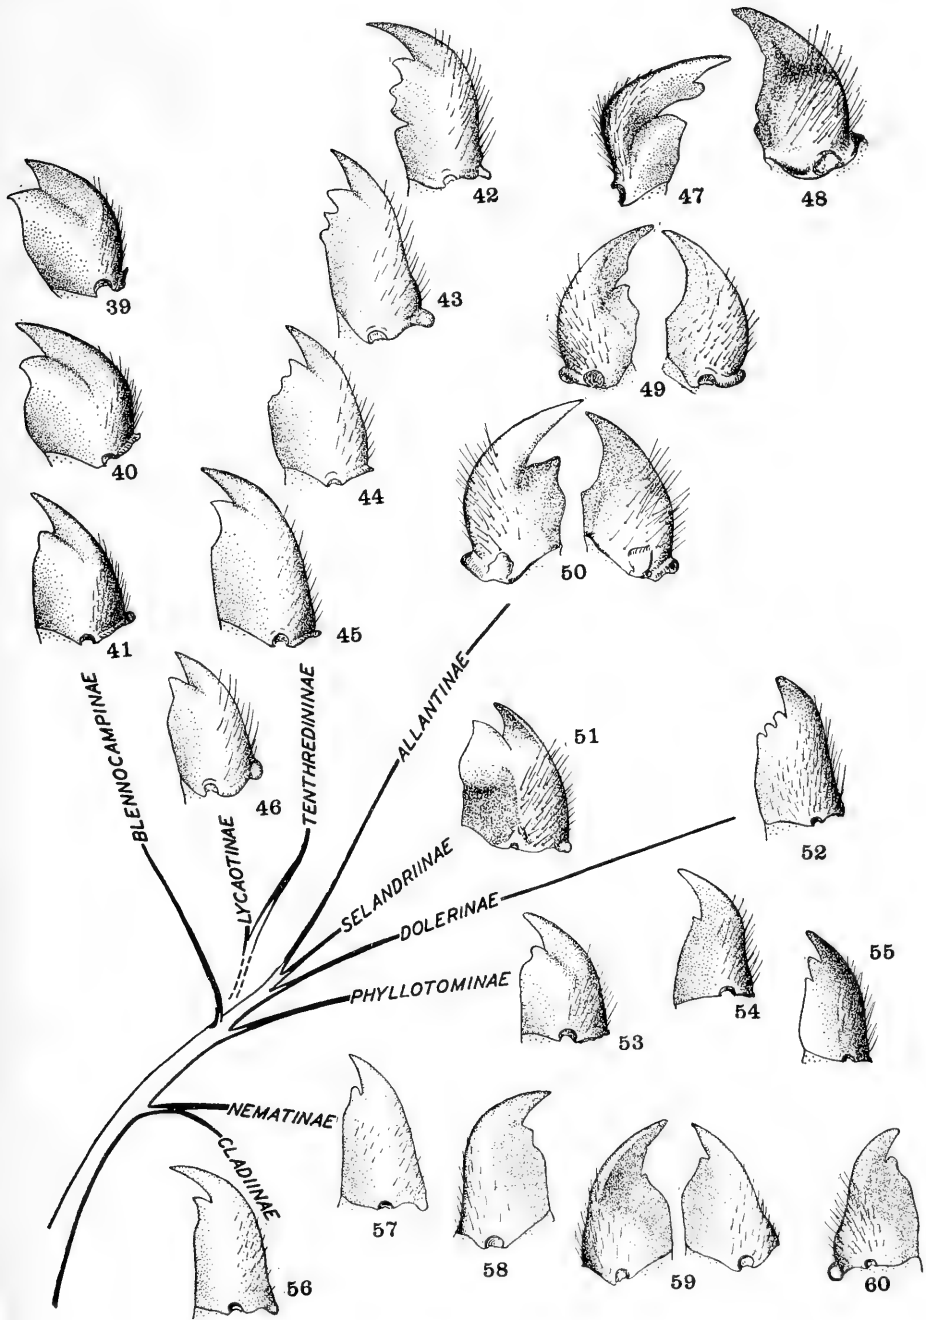 42
47
48
39
43
49
40
44
50
41
45
BLENNOCAMPINAE
46
LYCAOTINAE
TENTHREDININAE
ALLANTINAE
51
52
SELANDRIINAE
DOLERINAE
53
54
55
PHYLLOTOMINAE
NEMATINAE
57
CLADIINAE
56
58
59
60